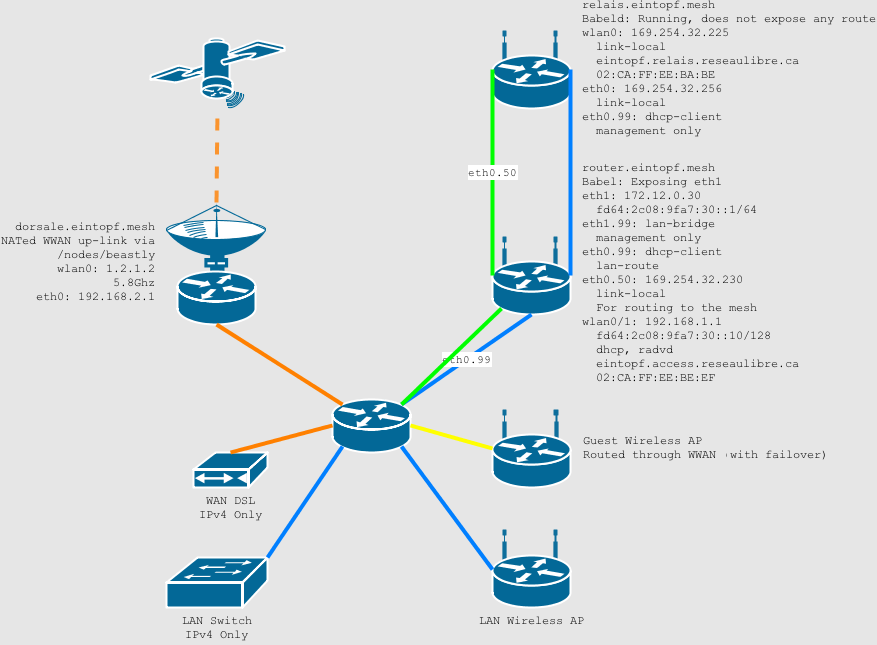 relais.eintopf.mesh
Babeld: Running, does not expose any route
wlan0: 169.254.32.225
link-local
eintopf.relais.reseaulibre.ca
02:CA:FF:EE:BA:BE
eth0: 169.254.32.256
link-local
eth0.99: dhcp-client
management only
eth0.50
router.eintopf.mesh
Babel: Exposing eth1
eth1: 172.12.0.30
fd64:2c08:9fa7:30::1/64
eth1.99: lan-bridge
management only
eth0.99: dhcp-client
lan-route
eth0.50: 169.254.32.230
link-local
For routing to the mesh
wlan0/1: 192.168.1.1
fd64:2c08:9fa7:30::10/128
dhcp, radvd
eintopf.access.reseaulibre.ca
02:CA:FF:EE:BE:EF
dorsale.eintopf.mesh
NATed WWAN up-link via
/nodes/beastly
wlan0: 1.2.1.2
5.8Ghz
eth0: 192.168.2.1
eth0.99
Guest Wireless AP
Routed through WWAN (with failover)
WAN DSL
IPv4 Only
LAN Switch
IPv4 Only
LAN Wireless AP